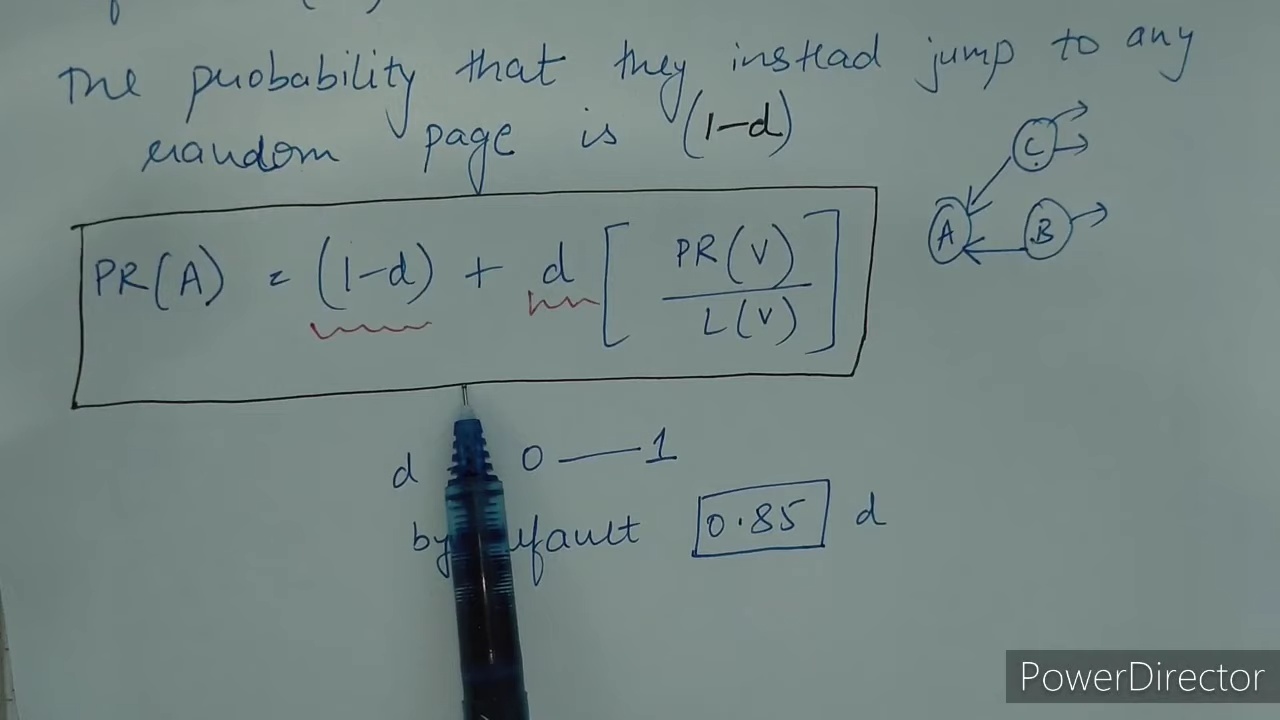 The probability that they instead jump to any
random page is (1-d)
C
A B
PR(A) = (1-d) + d [ PR(V) / L(V) ]
d 0 — 1
by default 0.85 d
PowerDirector